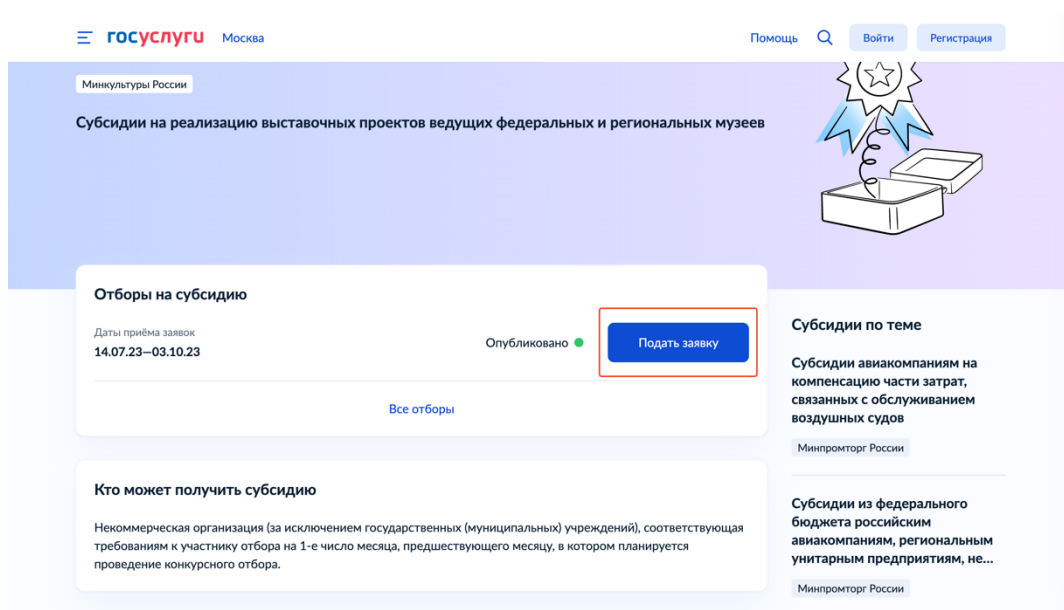 госуслуги Москва Помощь Войти Регистрация
Минкультуры России
Субсидии на реализацию выставочных проектов ведущих федеральных и региональных музеев
Отборы на субсидию
Даты приёма заявок
14.07.23—03.10.23
Опубликовано
Подать заявку
Все отборы
Кто может получить субсидию
Некоммерческая организация (за исключением государственных (муниципальных) учреждений), соответствующая
требованиям к участнику отбора на 1-е число месяца, предшествующего месяцу, в котором планируется
проведение конкурсного отбора.
Субсидии по теме
Субсидии авиакомпаниям на
компенсацию части затрат,
связанных с обслуживанием
воздушных судов
Минпромторг России
Субсидии из федерального
бюджета российским
авиакомпаниям, региональным
унитарным предприятиям, не...
Минпромторг России